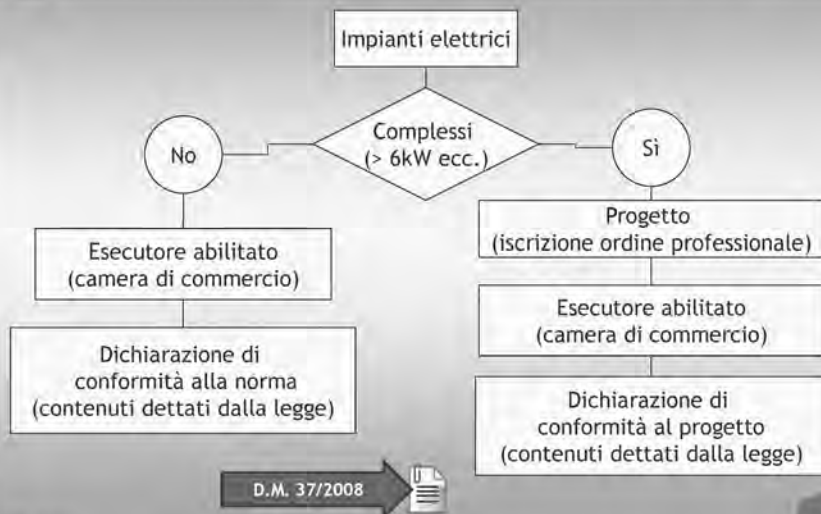 Impianti elettrici
Complessi
(> 6kW ecc.)
No
Sì
Esecutore abilitato
(camera di commercio)
Dichiarazione di
conformità alla norma
(contenuti dettati dalla legge)
Progetto
(iscrizione ordine professionale)
Esecutore abilitato
(camera di commercio)
Dichiarazione di
conformità al progetto
(contenuti dettati dalla legge)
D.M. 37/2008